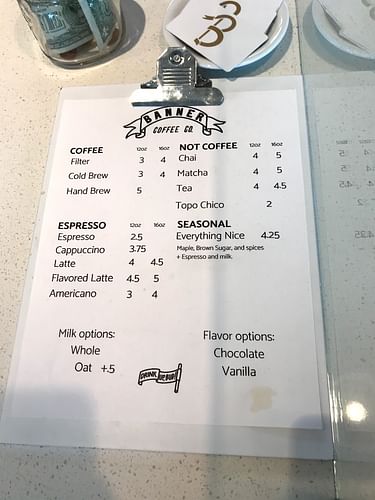 BANNER
COFFEE CO.
COFFEE 12oz 16oz
Filter 3 4
Cold Brew 3 4
Hand Brew 5
NOT COFFEE 12oz 16oz
Chai 4 5
Matcha 4 5
Tea 4 4.5
Topo Chico 2
ESPRESSO 12oz 16oz
Espresso 2.5
Cappuccino 3.75
Latte 4 4.5
Flavored Latte 4.5 5
Americano 3 4
SEASONAL
Everything Nice 4.25
Maple, Brown Sugar, and spices
+ Espresso and milk.
Milk options:
Whole
Oat +.5
Flavor options:
Chocolate
Vanilla
DRINK